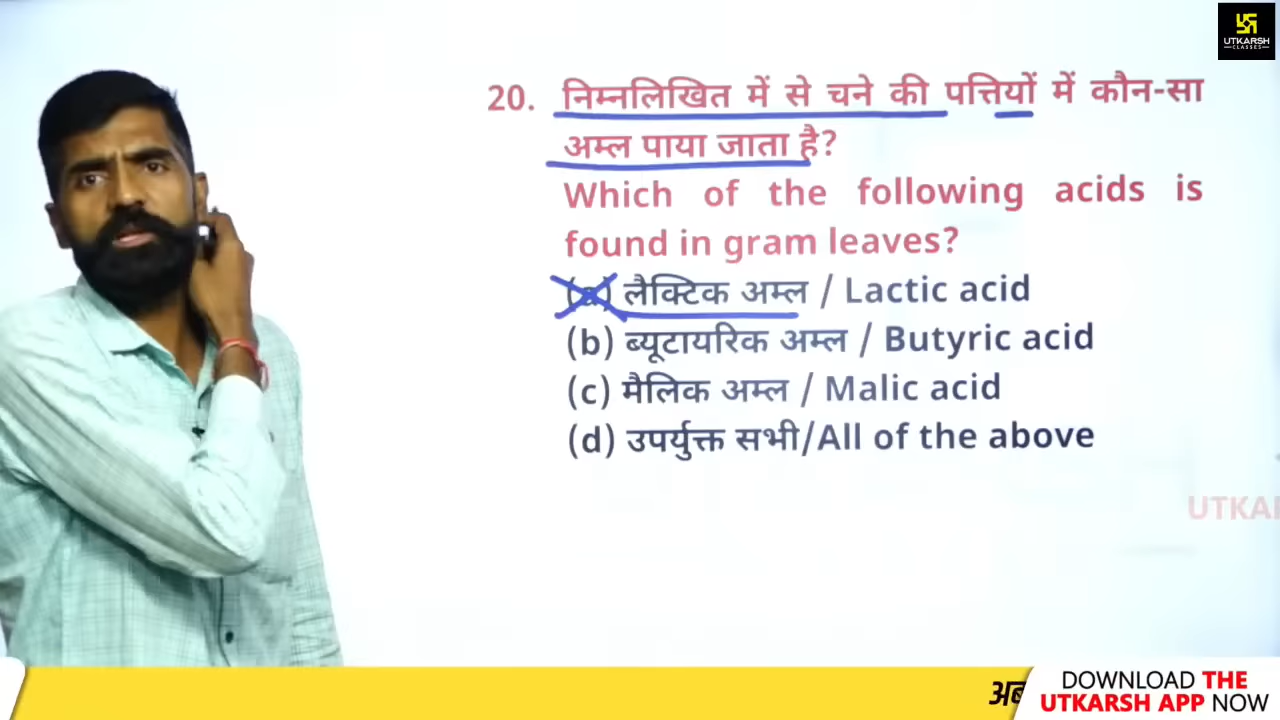 UTKARSH
CLASSES
20. निम्नलिखित में से चने की पत्तियों में कौन-सा
अम्ल पाया जाता है?
Which of the following acids is
found in gram leaves?
(a) लैक्टिक अम्ल / Lactic acid
(b) ब्यूटायरिक अम्ल / Butyric acid
(c) मैलिक अम्ल / Malic acid
(d) उपर्युक्त सभी/All of the above
UTKA
अब
DOWNLOAD THE
UTKARSH APP NOW